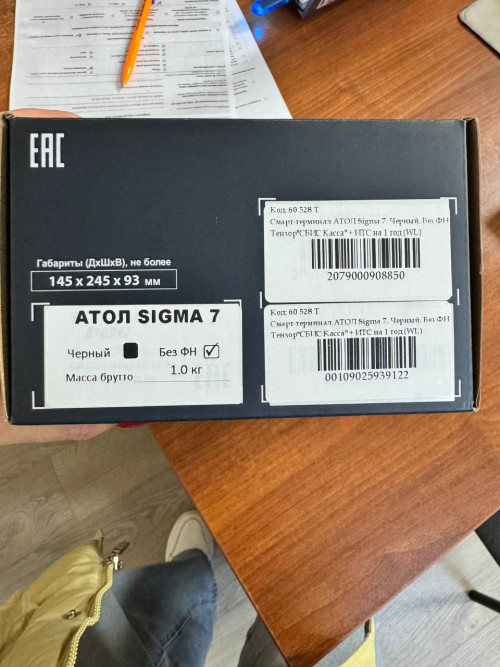 EAC
Габариты (ДхШхВ), не более
145 x 245 x 93 мм
АТОЛ SIGMA 7
Черный Без ФН
Масса брутто 1.0 кг
Код: 60 528 Т
Смарт-терминал АТОЛ Sigma 7. Черный. Без ФН
Тензор"СБИС Касса" + ИТС на 1 год (WL)
2079000908850
Код: 60 528 Т
Смарт-терминал АТОЛ Sigma 7. Черный. Без ФН
Тензор"СБИС Касса" + ИТС на 1 год (WL)
00109025939122